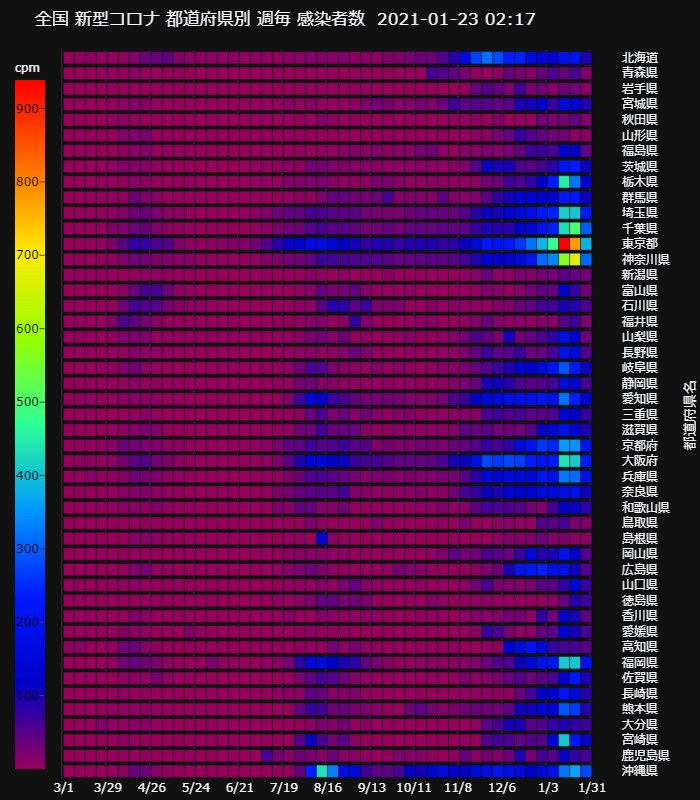 全国 新型コロナ 都道府県別 週毎 感染者数 2021-01-23 02:17
cpm
900
800
700
600
500
400
300
200
100
北海道
青森県
岩手県
宮城県
秋田県
山形県
福島県
茨城県
栃木県
群馬県
埼玉県
千葉県
東京都
神奈川県
新潟県
富山県
石川県
福井県
山梨県
長野県
岐阜県
静岡県
愛知県
三重県
滋賀県
京都府
大阪府
兵庫県
奈良県
和歌山県
鳥取県
島根県
岡山県
広島県
山口県
徳島県
香川県
愛媛県
高知県
福岡県
佐賀県
長崎県
熊本県
大分県
宮崎県
鹿児島県
沖縄県
都道府県名
3/1 3/29 4/26 5/24 6/21 7/19 8/16 9/13 10/11 11/8 12/6 1/3 1/31